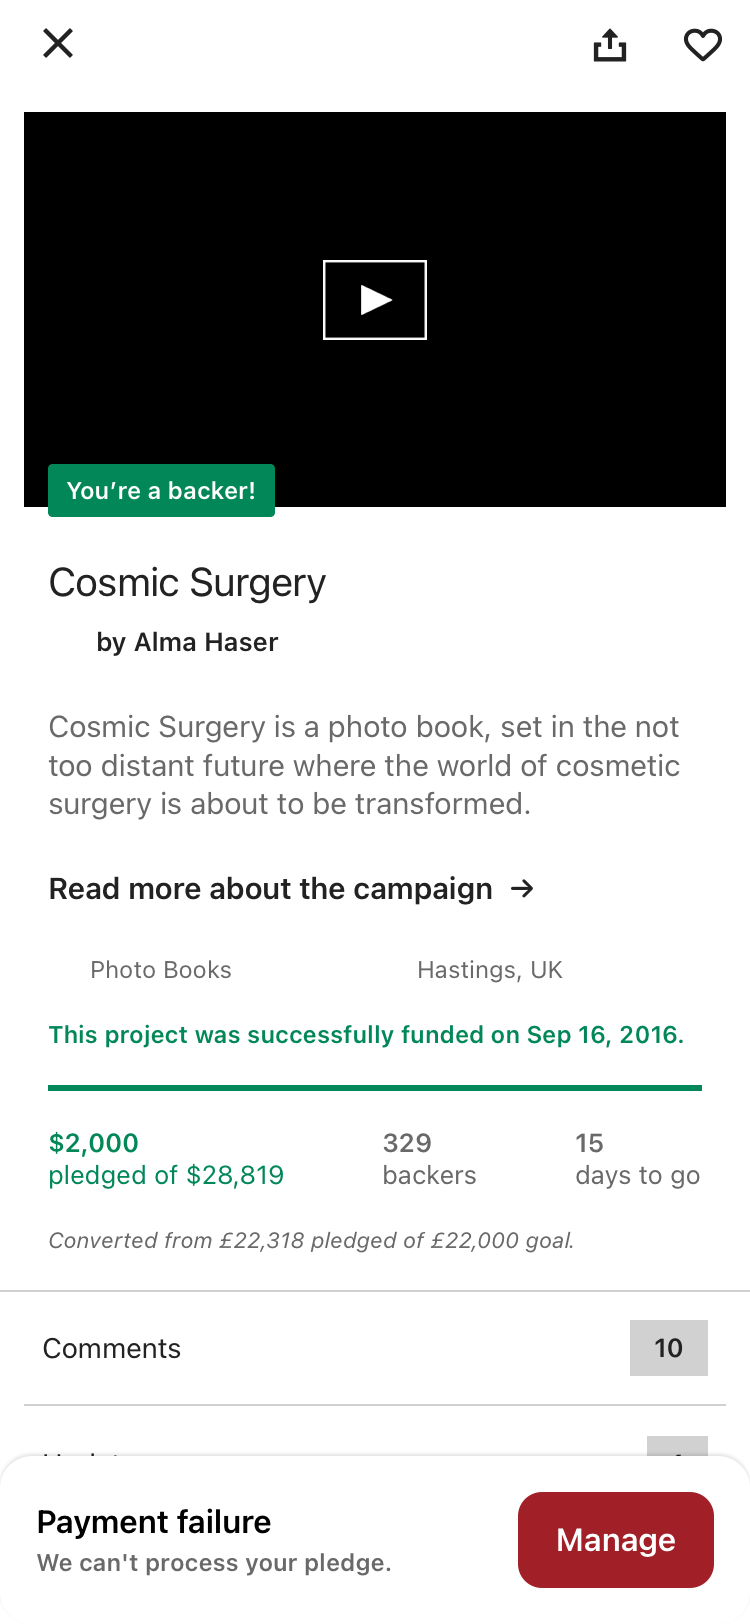 You're a backer!
Cosmic Surgery
by Alma Haser
Cosmic Surgery is a photo book, set in the not
too distant future where the world of cosmetic
surgery is about to be transformed.
Read more about the campaign →
Photo Books Hastings, UK
This project was successfully funded on Sep 16, 2016.
$2,000 329 15
pledged of $28,819 backers days to go
Converted from £22,318 pledged of £22,000 goal.
Comments 10
Payment failure
We can't process your pledge.
Manage